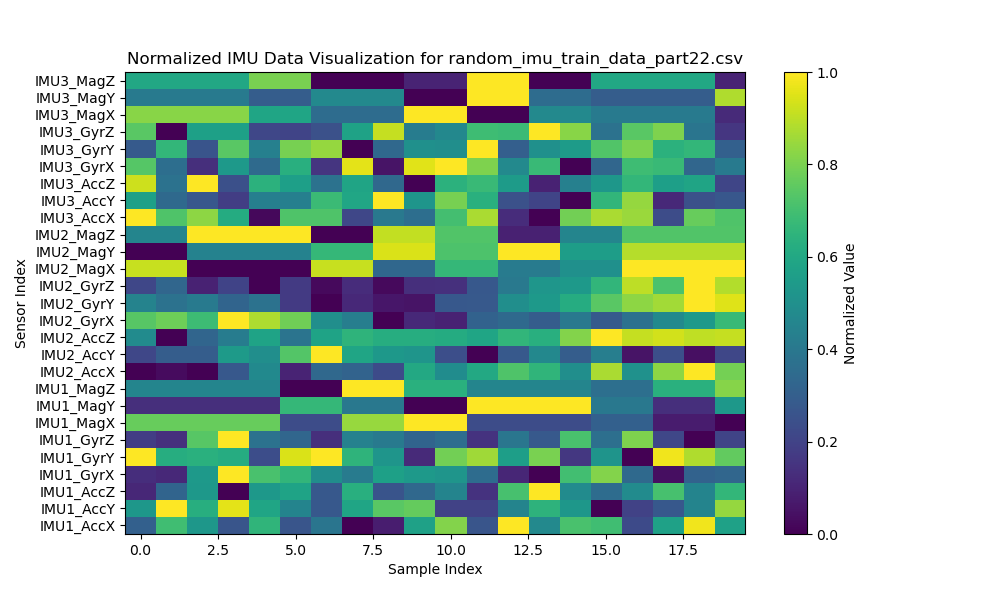 Normalized IMU Data Visualization for random_imu_train_data_part22.csv
IMU3_MagZ
IMU3_MagY
IMU3_MagX
IMU3_GyrZ
IMU3_GyrY
IMU3_GyrX
IMU3_AccZ
IMU3_AccY
IMU3_AccX
IMU2_MagZ
IMU2_MagY
IMU2_MagX
IMU2_GyrZ
IMU2_GyrY
IMU2_GyrX
IMU2_AccZ
IMU2_AccY
IMU2_AccX
IMU1_MagZ
IMU1_MagY
IMU1_MagX
IMU1_GyrZ
IMU1_GyrY
IMU1_GyrX
IMU1_AccZ
IMU1_AccY
IMU1_AccX
Sensor Index
0.0 2.5 5.0 7.5 10.0 12.5 15.0 17.5
Sample Index
1.0
0.8
0.6
0.4
0.2
0.0
Normalized Value